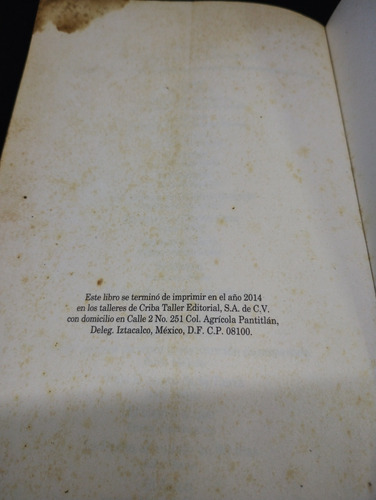 Este libro se terminó de imprimir en el año 2014
en los talleres de Criba Taller Editorial, S.A. de C.V.
con domicilio en Calle 2 No. 251 Col. Agrícola Pantitlán,
Deleg. Iztacalco, México, D.F. C.P. 08100.